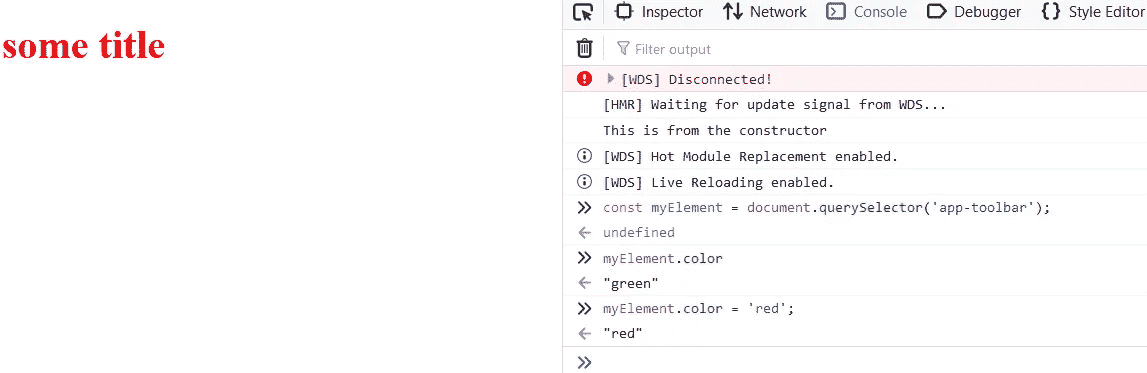 some title
Inspector Network Console Debugger Style Editor
Filter output
[WDS] Disconnected!
[HMR] Waiting for update signal from WDS...
This is from the constructor
[WDS] Hot Module Replacement enabled.
[WDS] Live Reloading enabled.
const myElement = document.querySelector('app-toolbar');
undefined
myElement.color
"green"
myElement.color = 'red';
"red"